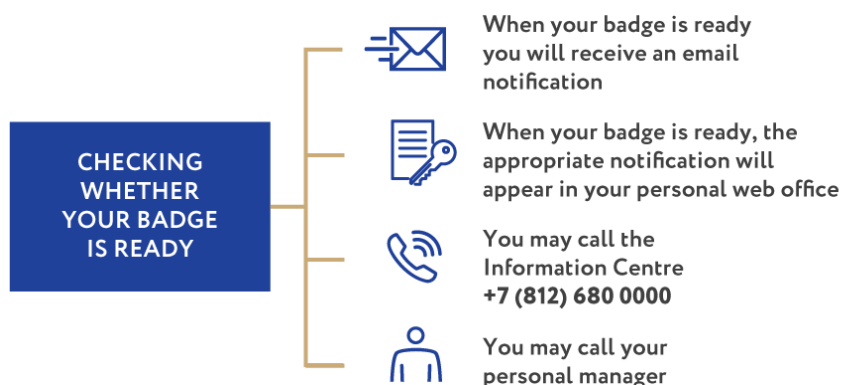 CHECKING
WHETHER
YOUR BADGE
IS READY
When your badge is ready
you will receive an email
notification
When your badge is ready, the
appropriate notification will
appear in your personal web office
You may call the
Information Centre
+7 (812) 680 0000
You may call your
personal manager